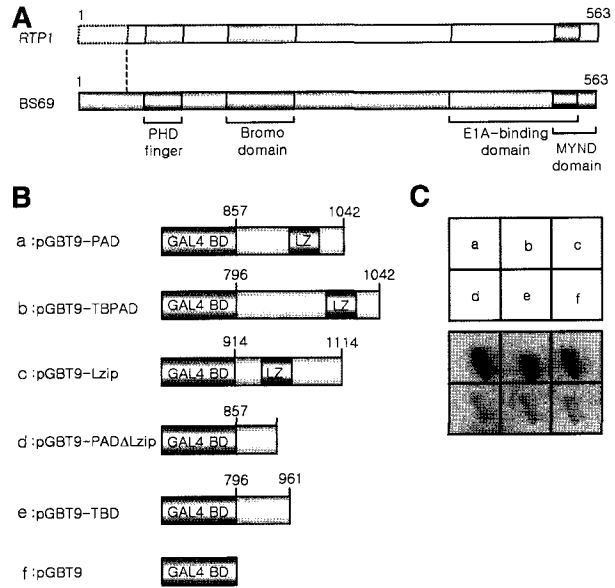 A
1 563
RTP1
1 563
BS69
PHD finger
Bromo domain
E1A-binding domain
MYND domain
B
857 1042
a :pGBT9-PAD GAL4 BD LZ
796 1042
b :pGBT9-TBPAD GAL4 BD LZ
914 1114
c :pGBT9-Lzip GAL4 BD LZ
857
d :pGBT9-PADΔLzip GAL4 BD
796 961
e :pGBT9-TBD GAL4 BD
f :pGBT9 GAL4 BD
C
a b c
d e f